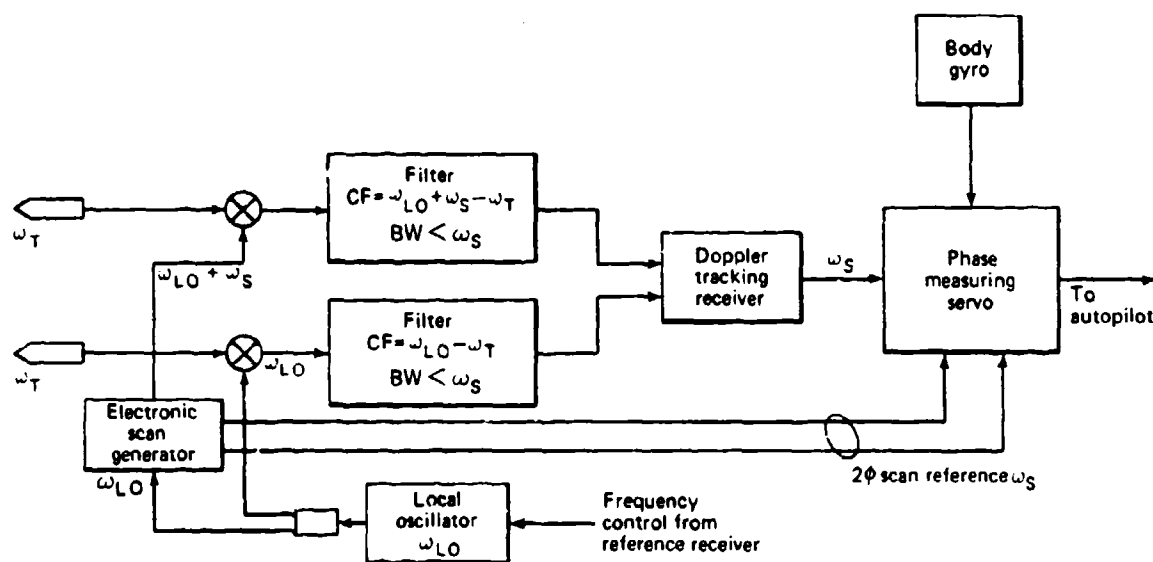 Body
gyro
Filter
CF=ω_LO+ω_S−ω_T
BW<ω_S
ω_T
ω_LO+ω_S
Doppler
tracking
receiver
ω_S
Phase
measuring
servo
To
autopilot
Filter
CF=ω_LO−ω_T
BW<ω_S
ω_LO
ω_T
Electronic
scan
generator
2ϕ scan reference ω_S
ω_LO
Local
oscillator
ω_LO
Frequency
control from
reference receiver